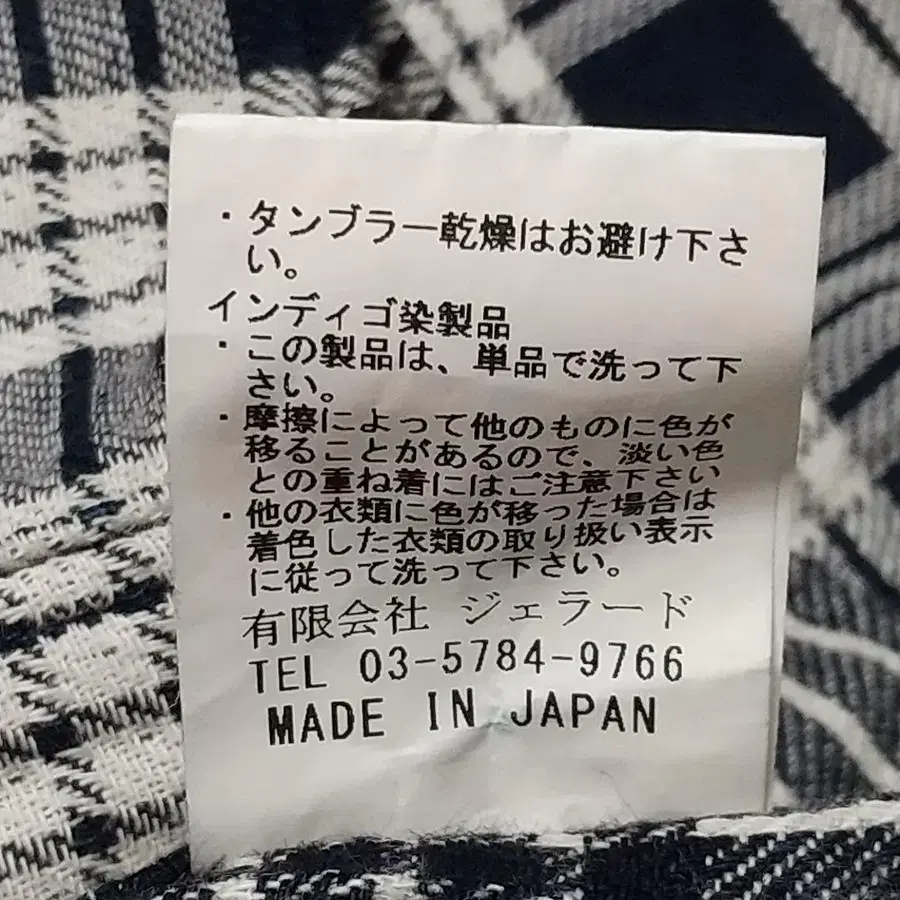 ・タンブラー乾燥はお避け下さ
い。
インディゴ染製品
・この製品は、単品で洗って下
さい。
・摩擦によって他のものに色が
移ることがあるので、淡い色
との重ね着にはご注意下さい
・他の衣類に色が移った場合は
着色した衣類の取り扱い表示
に従って洗って下さい。
有限会社 ジェラード
TEL 03-5784-9766
MADE IN JAPAN